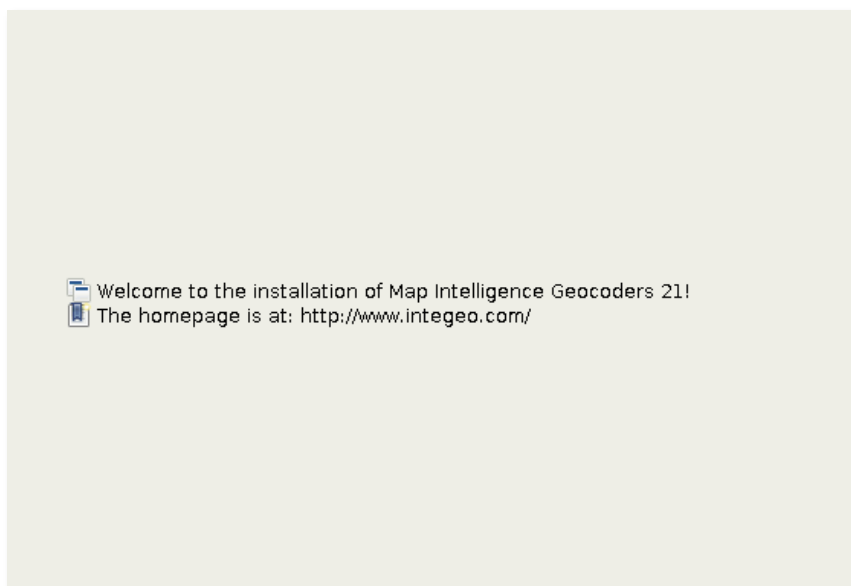 Welcome to the installation of Map Intelligence Geocoders 21!
The homepage is at: http://www.integeo.com/